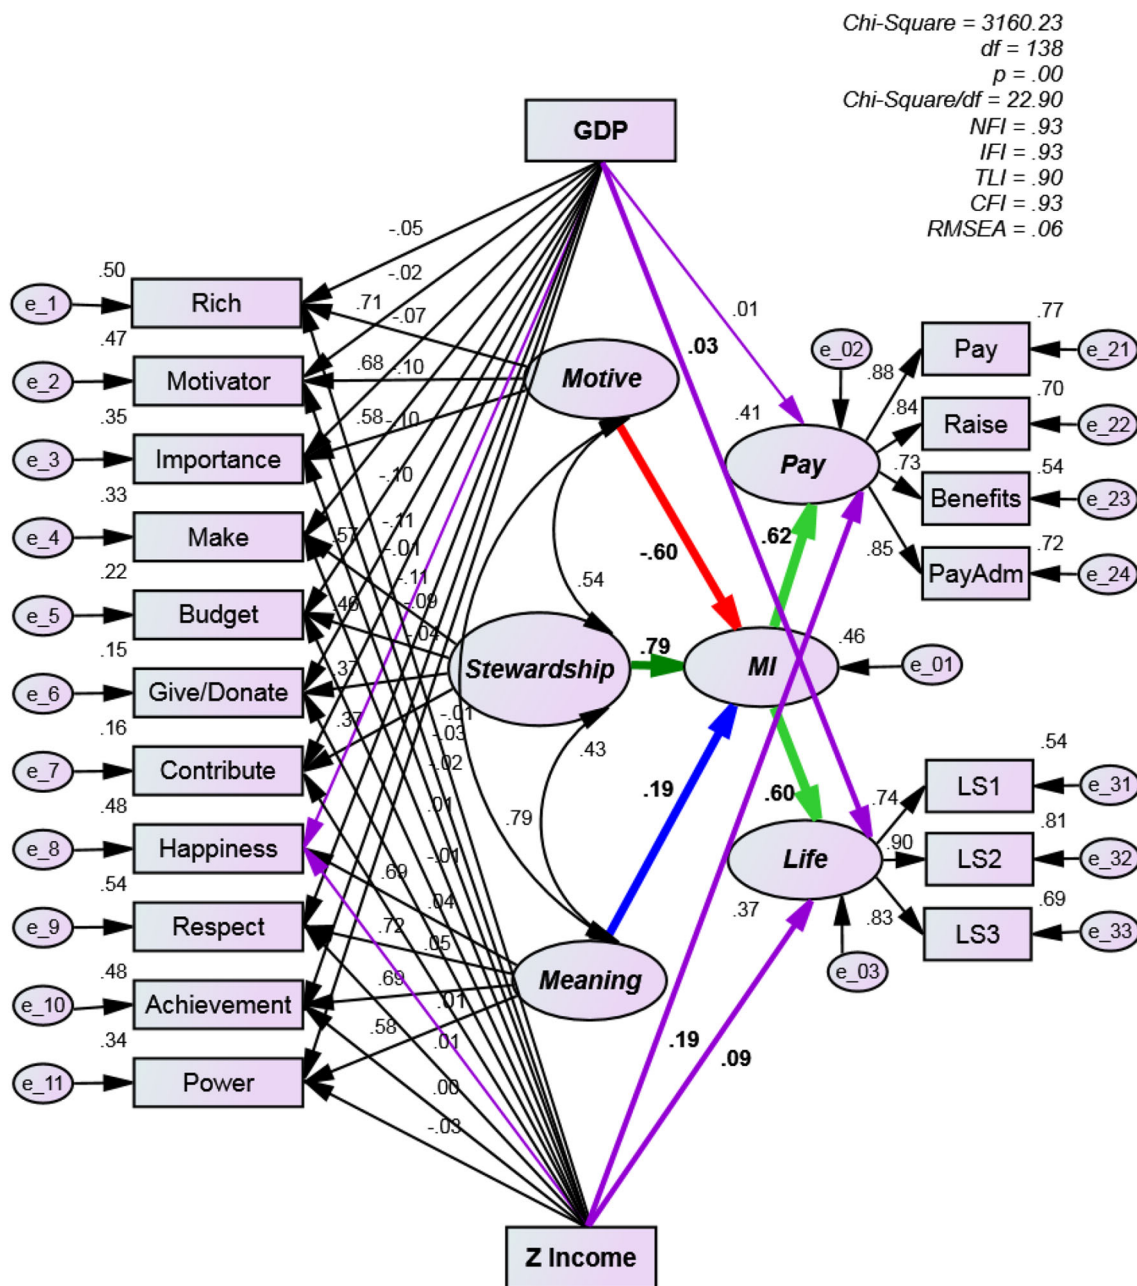 Chi-Square = 3160.23
df = 138
p = .00
Chi-Square/df = 22.90
NFI = .93
IFI = .93
TLI = .90
CFI = .93
RMSEA = .06
GDP
-.05
-.02
-.07
.71
.68
-.10
.58
-.10
-.10
.57
-.11
-.01
-.11
.46
-.09
-.04
.37
.37
-.01
-.03
-.02
.01
-.01
.69
.04
.72
.05
.69
.01
.58
.01
.00
-.03
.50
e_1
Rich
.47
e_2
Motivator
.35
e_3
Importance
.33
e_4
Make
.22
e_5
Budget
.15
e_6
Give/Donate
.16
e_7
Contribute
.48
e_8
Happiness
.54
e_9
Respect
.48
e_10
Achievement
.34
e_11
Power
Motive
Stewardship
Meaning
.54
.43
.79
-.60
.79
.19
MI
.46
e_01
.01
.03
e_02
.41
Pay
.62
.60
Life
.37
e_03
.19
.09
.88
.84
.73
.85
Pay
.77
e_21
Raise
.70
e_22
Benefits
.54
e_23
PayAdm
.72
e_24
.74
.90
.83
LS1
.54
e_31
LS2
.81
e_32
LS3
.69
e_33
Z Income